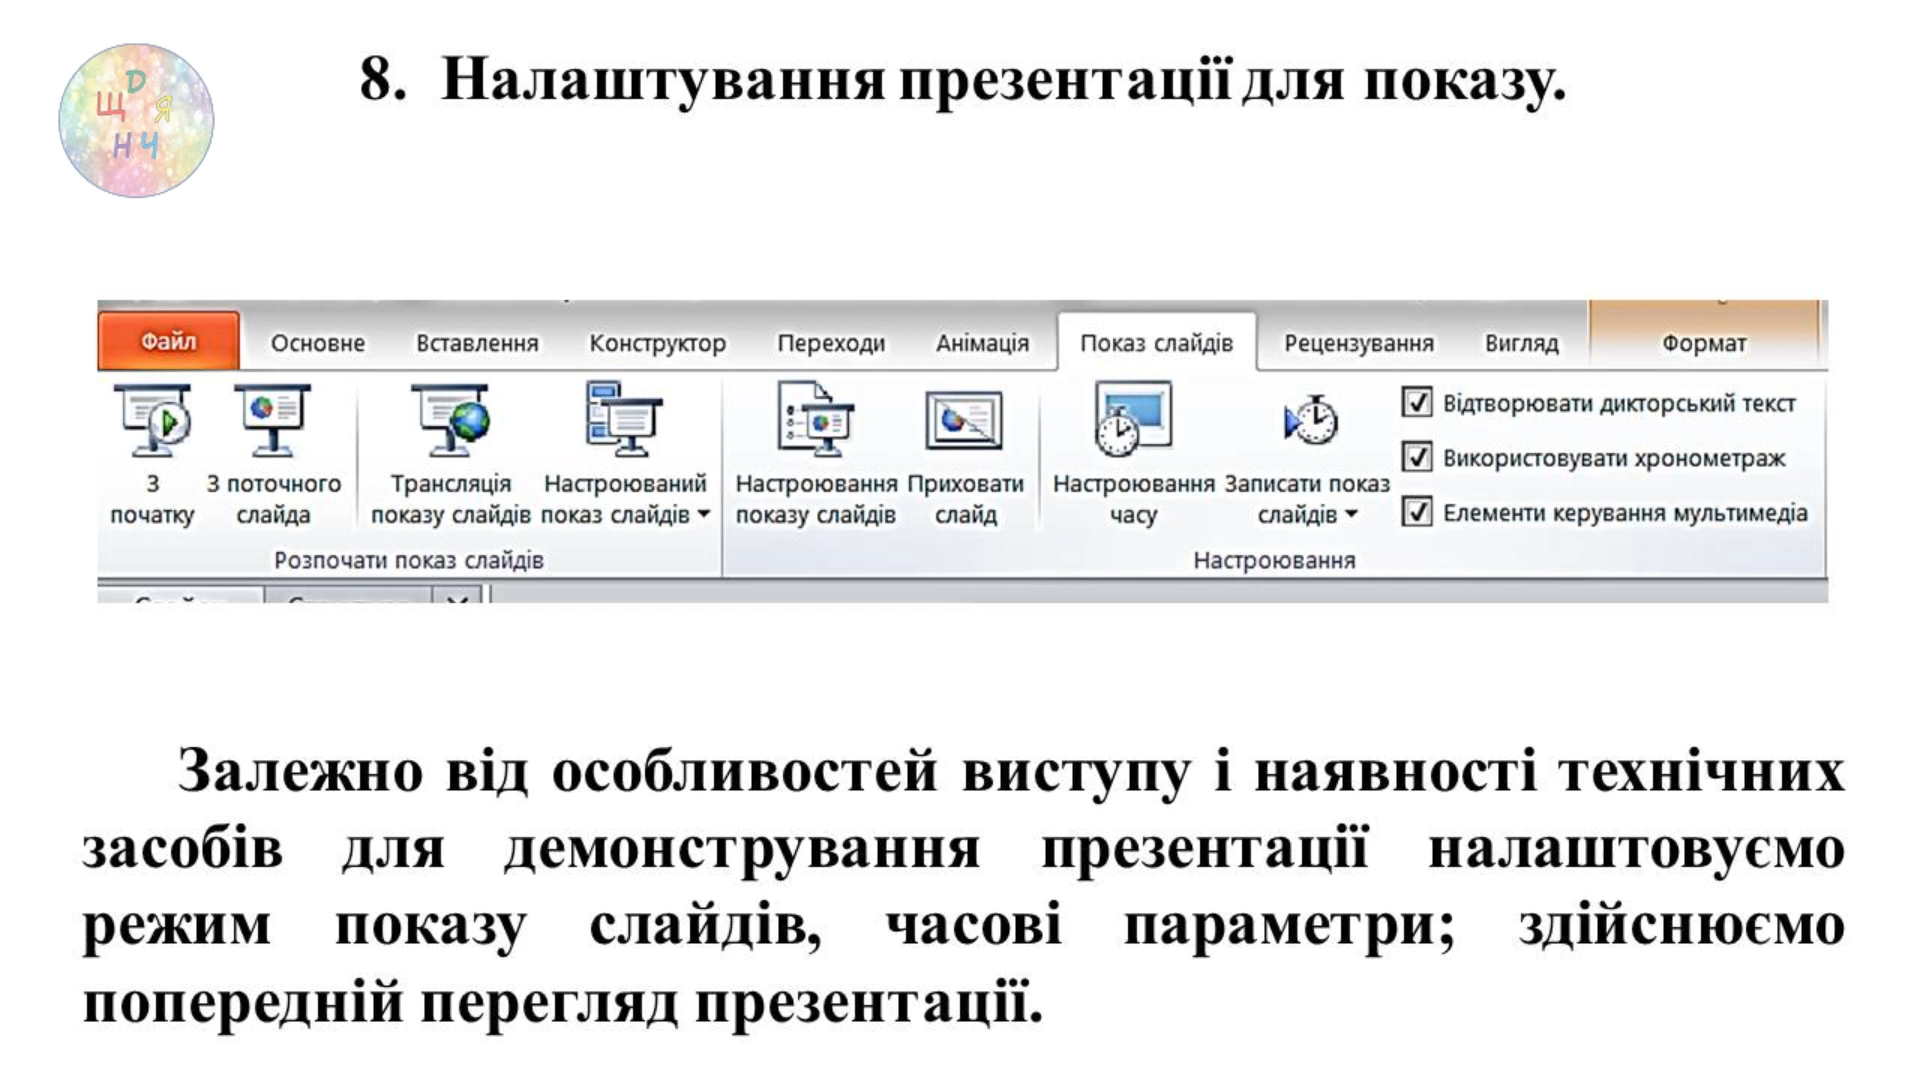 Д
Щ Я
Н Ч
8. Налаштування презентації для показу.
Файл Основне Вставлення Конструктор Переходи Анімація Показ слайдів Рецензування Вигляд Формат
З початку
З поточного слайда
Трансляція показу слайдів
Настроюваний показ слайдів
Настроювання показу слайдів
Приховати слайд
Настроювання часу
Записати показ слайдів
Відтворювати дикторський текст
Використовувати хронометраж
Елементи керування мультимедіа
Розпочати показ слайдів
Настроювання
Залежно від особливостей виступу і наявності технічних
засобів для демонстрування презентації налаштовуємо
режим показу слайдів, часові параметри; здійснюємо
попередній перегляд презентації.